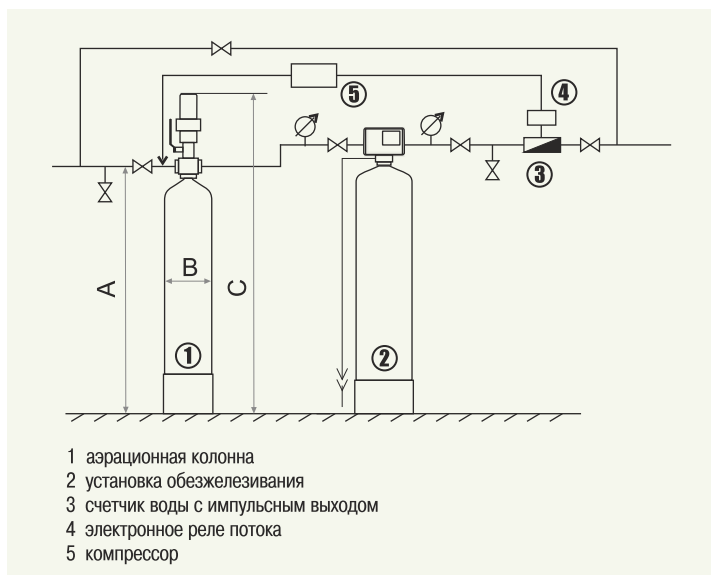 5
4
3
A
B
C
1
2
1 аэрационная колонна
2 установка обезжелезивания
3 счетчик воды с импульсным выходом
4 электронное реле потока
5 компрессор